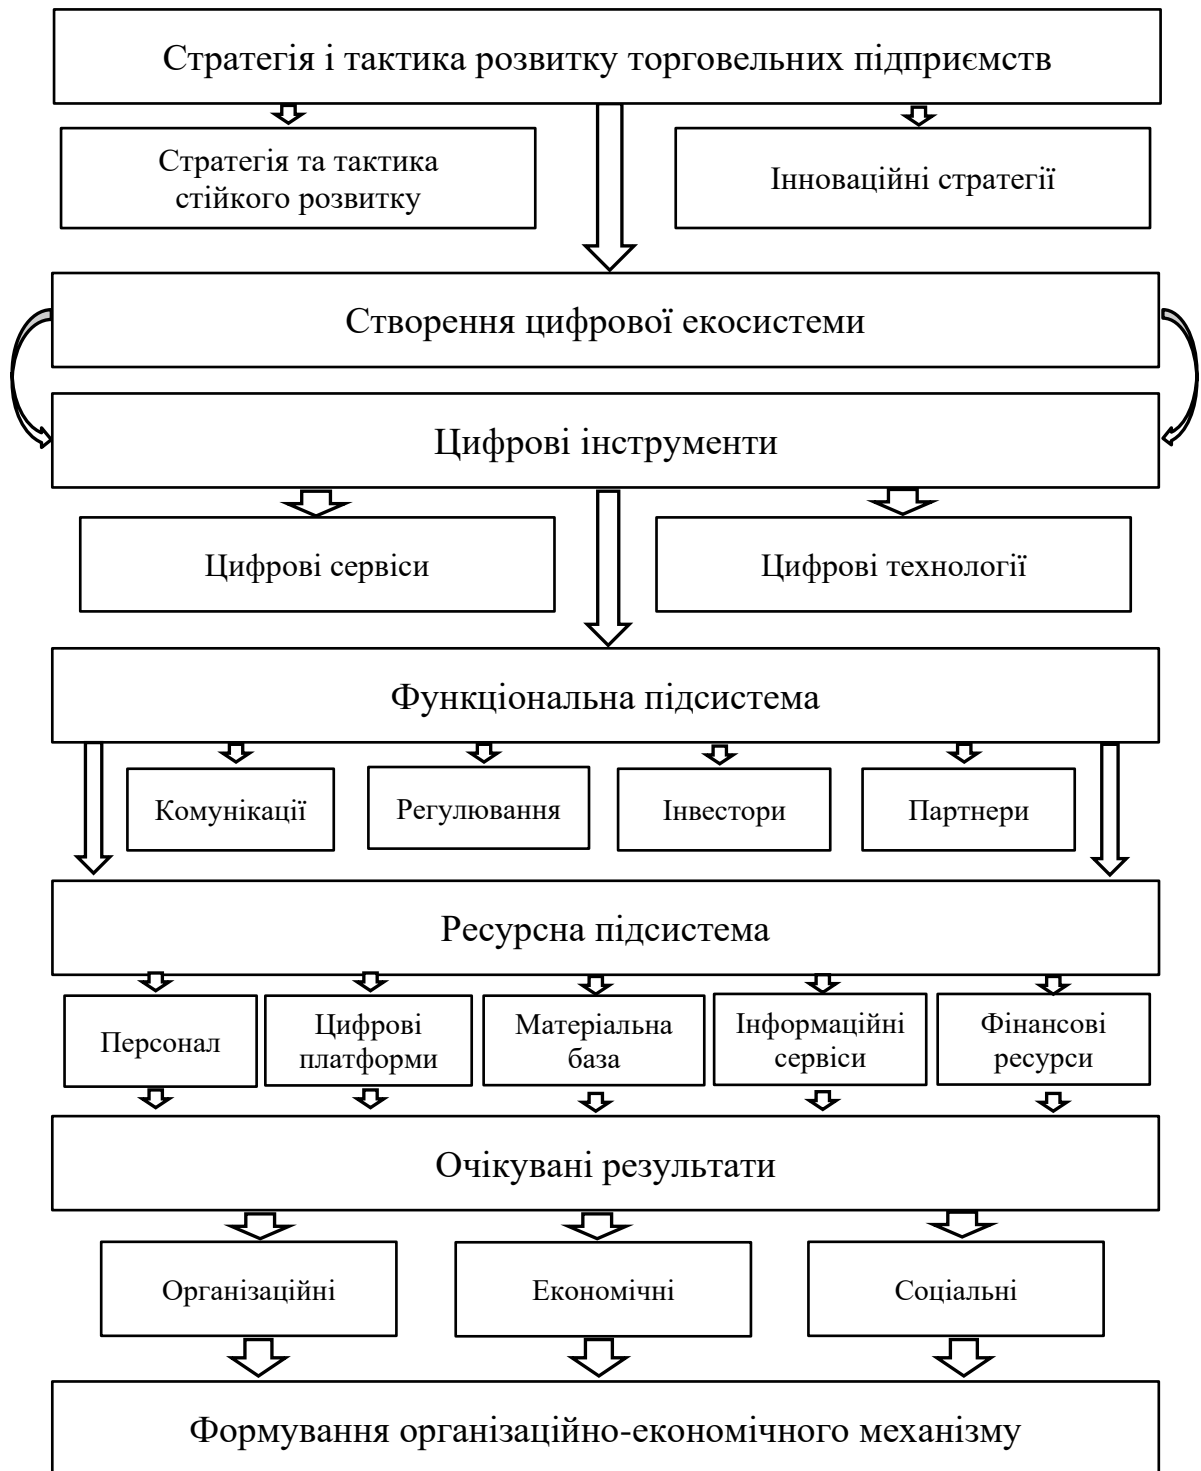 Стратегія і тактика розвитку торговельних підприємств
Стратегія та тактика
стійкого розвитку
Інноваційні стратегії
Створення цифрової екосистеми
Цифрові інструменти
Цифрові сервіси
Цифрові технології
Функціональна підсистема
Комунікації
Регулювання
Інвестори
Партнери
Ресурсна підсистема
Персонал
Цифрові
платформи
Матеріальна
база
Інформаційні
сервіси
Фінансові
ресурси
Очікувані результати
Організаційні
Економічні
Соціальні
Формування організаційно-економічного механізму